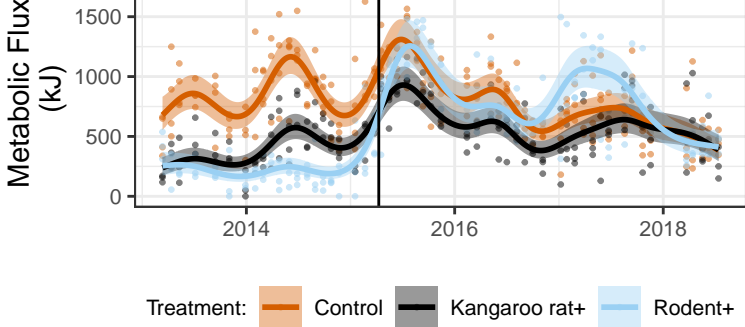 Metabolic Flux
(kJ)
1500
1000
500
0
2014 2016 2018
Treatment: Control Kangaroo rat+ Rodent+